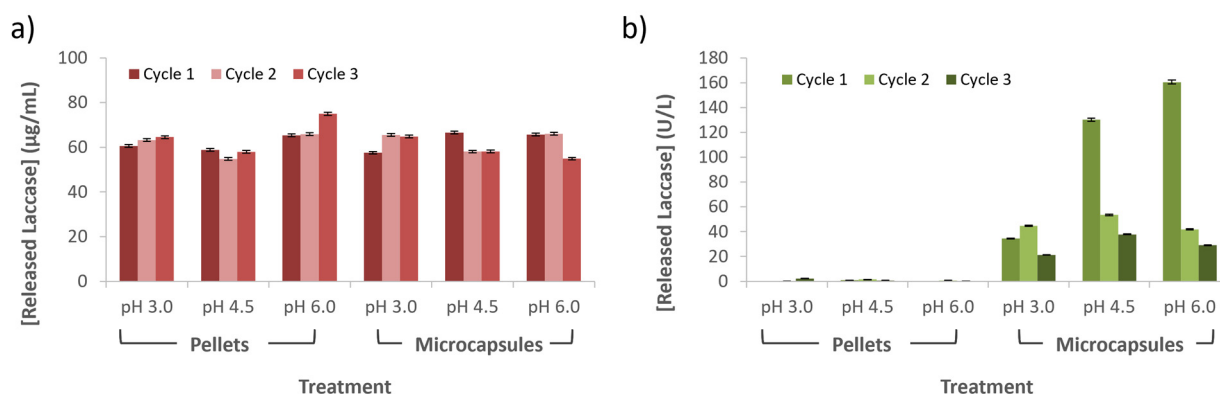 a)
[Released Laccase] (µg/mL)
100
80
60
40
20
0
Cycle 1 Cycle 2 Cycle 3
pH 3.0 pH 4.5 pH 6.0 pH 3.0 pH 4.5 pH 6.0
Pellets Microcapsules
Treatment
b)
[Released Laccase] (U/L)
180
160
140
120
100
80
60
40
20
0
Cycle 1 Cycle 2 Cycle 3
pH 3.0 pH 4.5 pH 6.0 pH 3.0 pH 4.5 pH 6.0
Pellets Microcapsules
Treatment